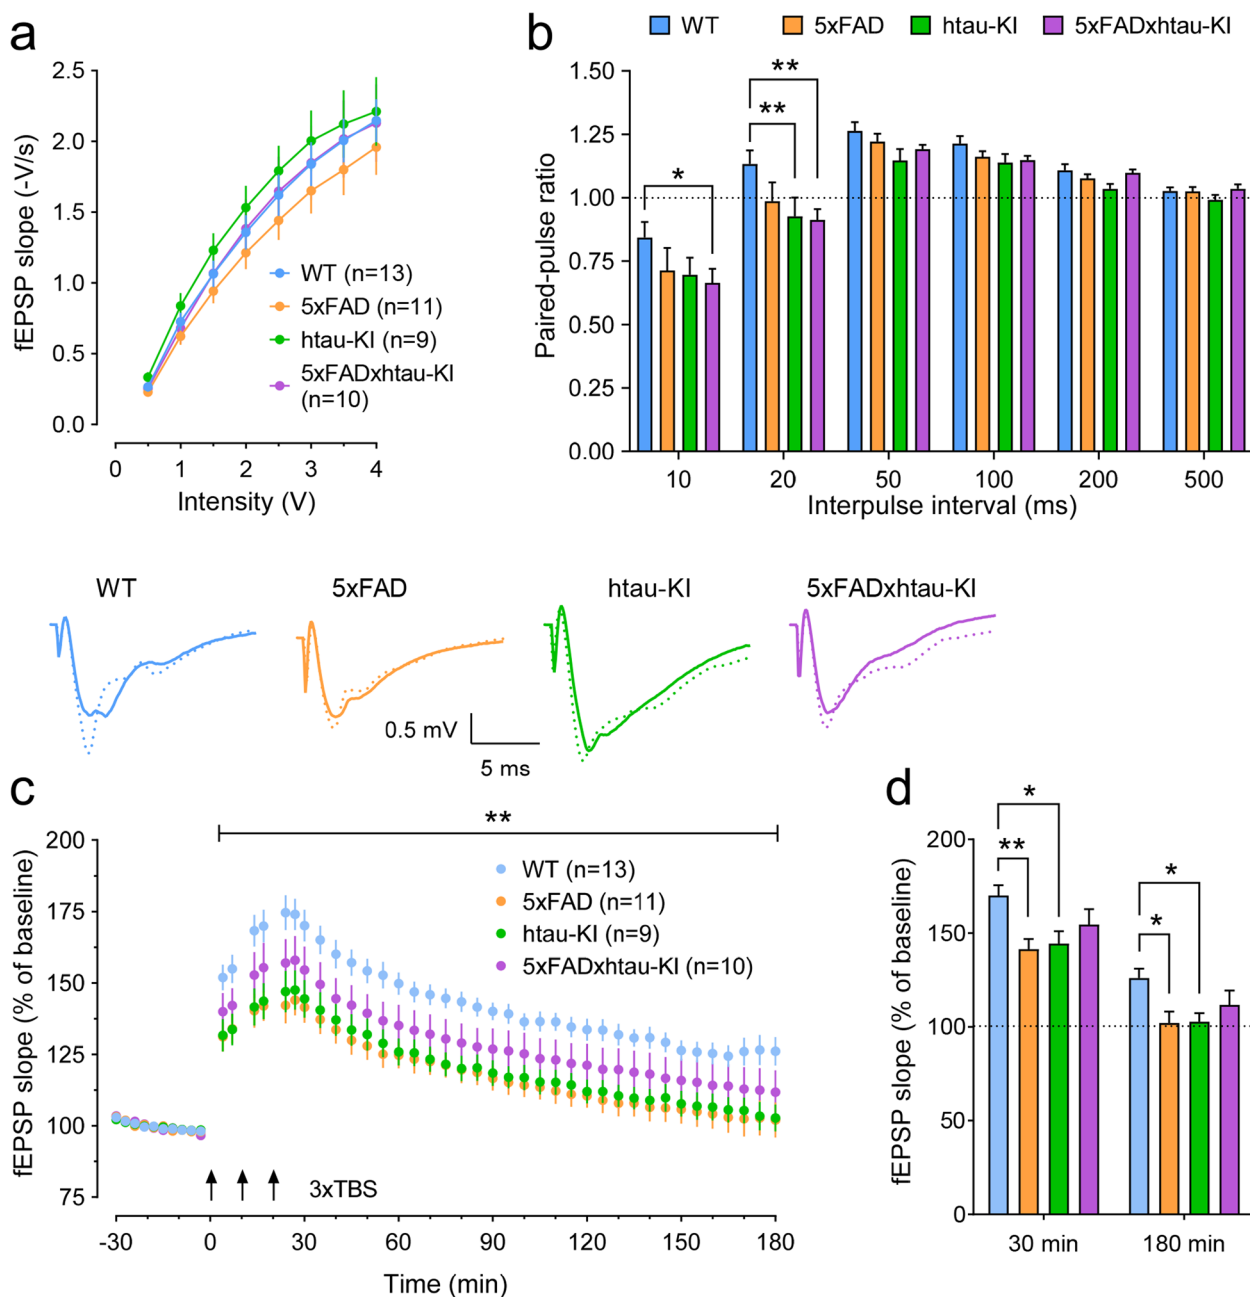 a
b
WT 5xFAD htau-KI 5xFADxhtau-KI
2.5
2.0
1.5
1.0
0.5
0.0
fEPSP slope (-V/s)
WT (n=13)
5xFAD (n=11)
htau-KI (n=9)
5xFADxhtau-KI
(n=10)
0 1 2 3 4
Intensity (V)
1.50
1.25
1.00
0.75
0.50
1.25
0.00
Paired-pulse ratio
*
**
**
10 20 50 100 200 500
Interpulse interval (ms)
WT 5xFAD htau-KI 5xFADxhtau-KI
0.5 mV
5 ms
c
200
175
150
125
100
75
fEPSP slope (% of baseline)
**
WT (n=13)
5xFAD (n=11)
htau-KI (n=9)
5xFADxhtau-KI (n=10)
3xTBS
-30 0 30 60 90 120 150 180
Time (min)
d
200
150
100
50
0
fEPSP slope (% of baseline)
*
**
*
*
30 min 180 min